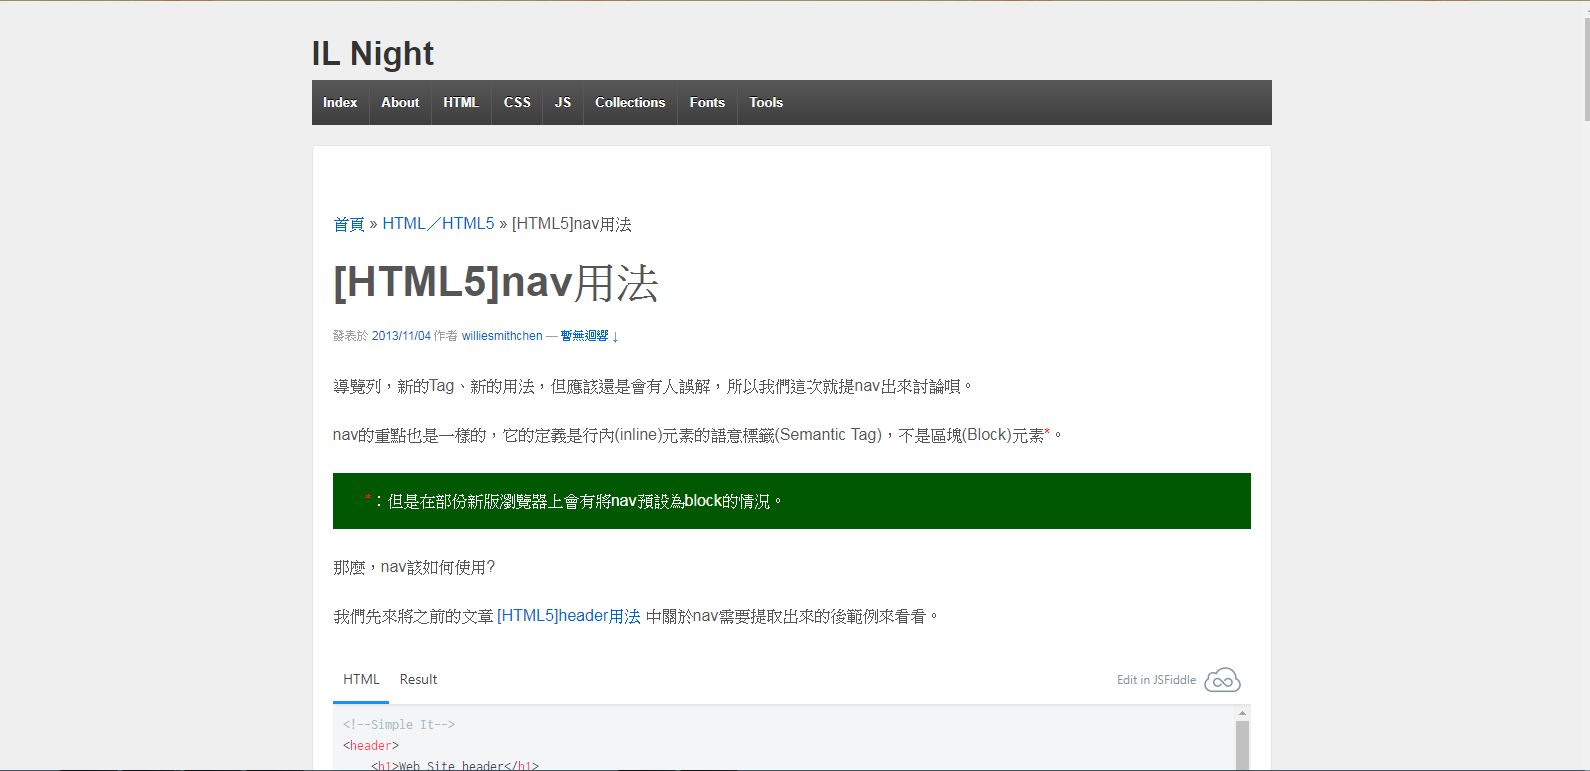 IL Night
Index About HTML CSS JS Collections Fonts Tools
首頁 » HTML／HTML5 » [HTML5]nav用法
[HTML5]nav用法
發表於 2013/11/04 作者 williesmithchen — 暫無迴響 ↓
導覽列，新的Tag、新的用法，但應該還是會有人誤解，所以我們這次就提nav出來討論唄。
nav的重點也是一樣的，它的定義是行內(inline)元素的語意標籤(Semantic Tag)，不是區塊(Block)元素*。
*：但是在部份新版瀏覽器上會有將nav預設為block的情況。
那麼，nav該如何使用?
我們先來將之前的文章 [HTML5]header用法 中關於nav需要提取出來的後範例來看看。
HTML Result Edit in JSFiddle
<!--Simple It-->
<header>
<h1>Web Site header</h1>